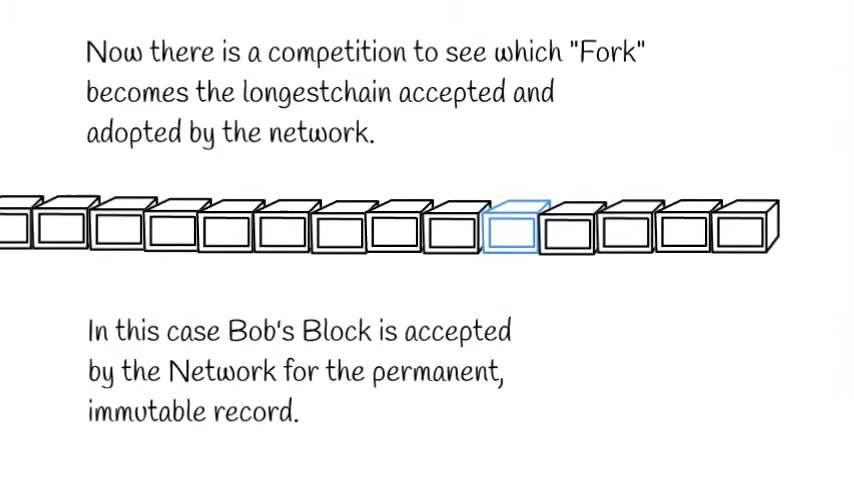 Now there is a competition to see which "Fork"
becomes the longestchain accepted and
adopted by the network.
In this case Bob's Block is accepted
by the Network for the permanent,
immutable record.